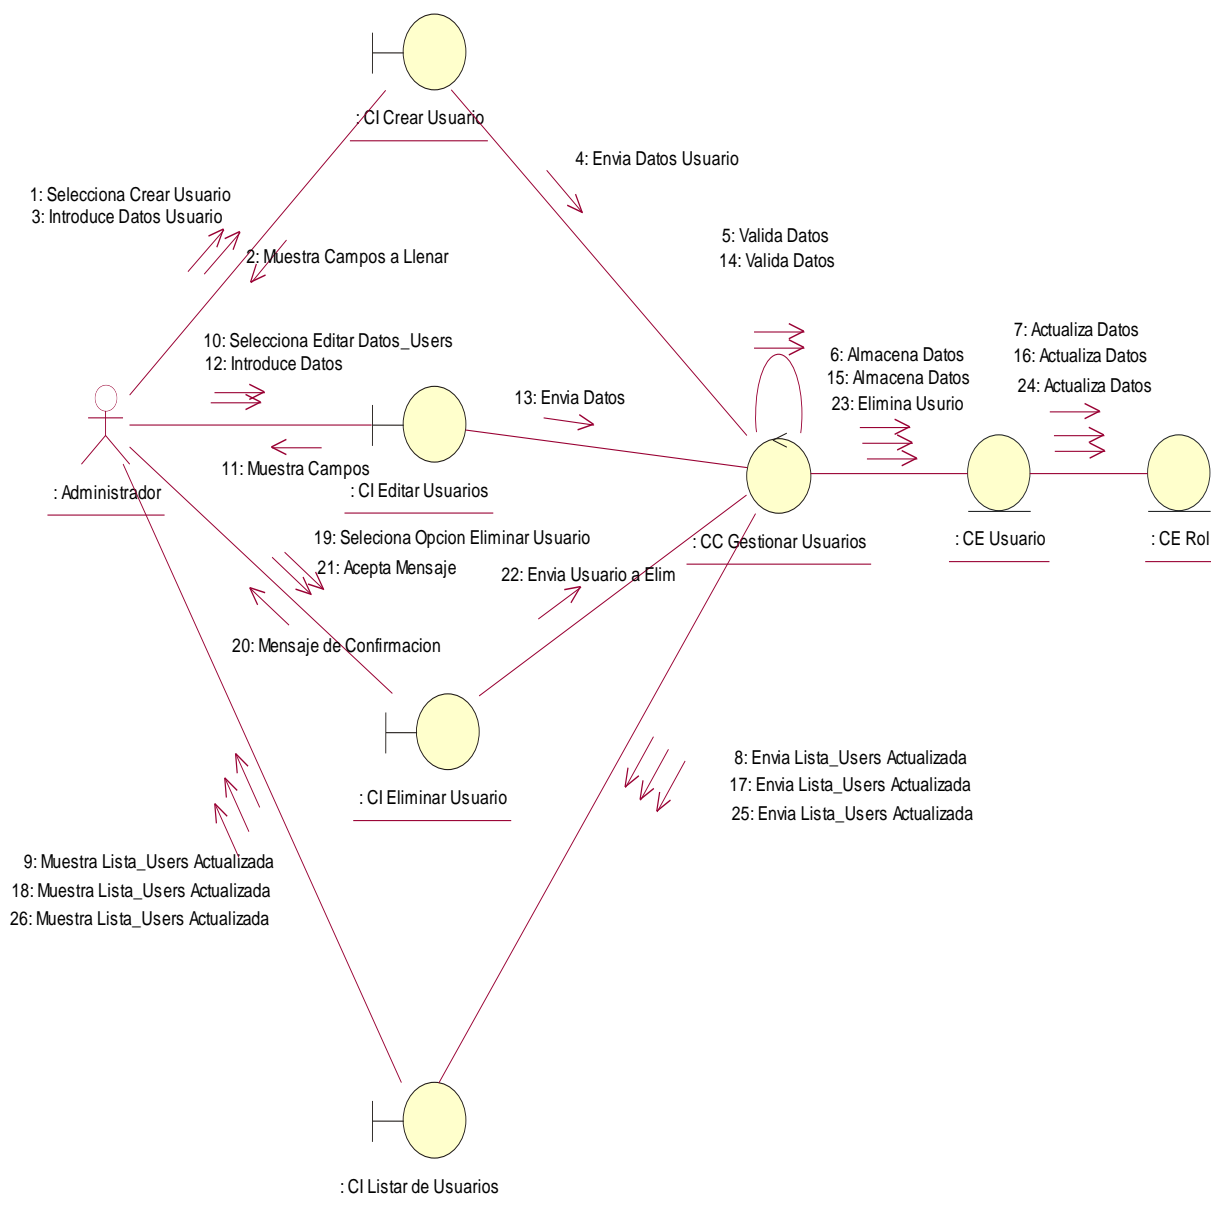 : CI Crear Usuario
4: Envia Datos Usuario
1: Selecciona Crear Usuario
3: Introduce Datos Usuario
2: Muestra Campos a Llenar
5: Valida Datos
14: Valida Datos
10: Selecciona Editar Datos_Users
12: Introduce Datos
13: Envia Datos
6: Almacena Datos
15: Almacena Datos
23: Elimina Usurio
7: Actualiza Datos
16: Actualiza Datos
24: Actualiza Datos
11: Muestra Campos
: Administrador
: CI Editar Usuarios
: CC Gestionar Usuarios
: CE Usuario
: CE Rol
19: Seleciona Opcion Eliminar Usuario
21: Acepta Mensaje
22: Envia Usuario a Elim
20: Mensaje de Confirmacion
: CI Eliminar Usuario
8: Envia Lista_Users Actualizada
17: Envia Lista_Users Actualizada
25: Envia Lista_Users Actualizada
9: Muestra Lista_Users Actualizada
18: Muestra Lista_Users Actualizada
26: Muestra Lista_Users Actualizada
: CI Listar de Usuarios